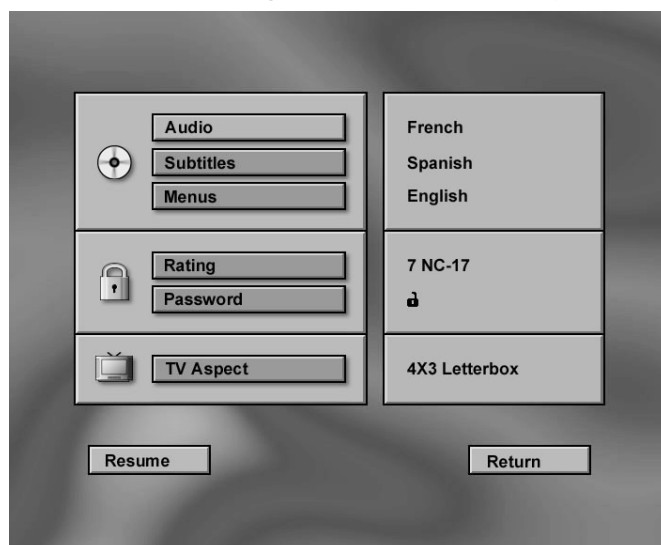 Audio French
Subtitles Spanish
Menus English
Rating 7 NC-17
Password
TV Aspect 4X3 Letterbox
Resume Return